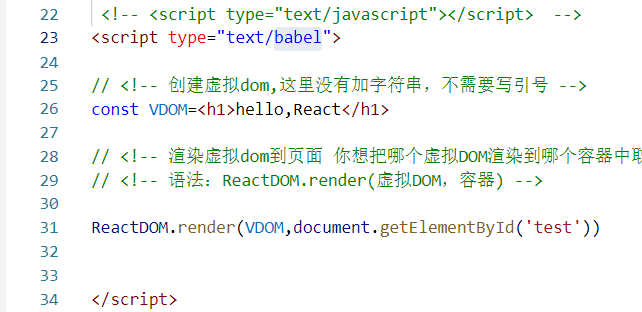 22 <!-- <script type="text/javascript"></script>  -->
23 <script type="text/babel">
24
25 // <!-- 创建虚拟dom,这里没有加字符串，不需要写引号 -->
26 const VDOM=<h1>hello,React</h1>
27
28 // <!-- 渲染虚拟dom到页面 你想把哪个虚拟DOM渲染到哪个容器中
29 // <!-- 语法：ReactDOM.render(虚拟DOM，容器) -->
30
31 ReactDOM.render(VDOM,document.getElementById('test'))
32
33
34 </script>